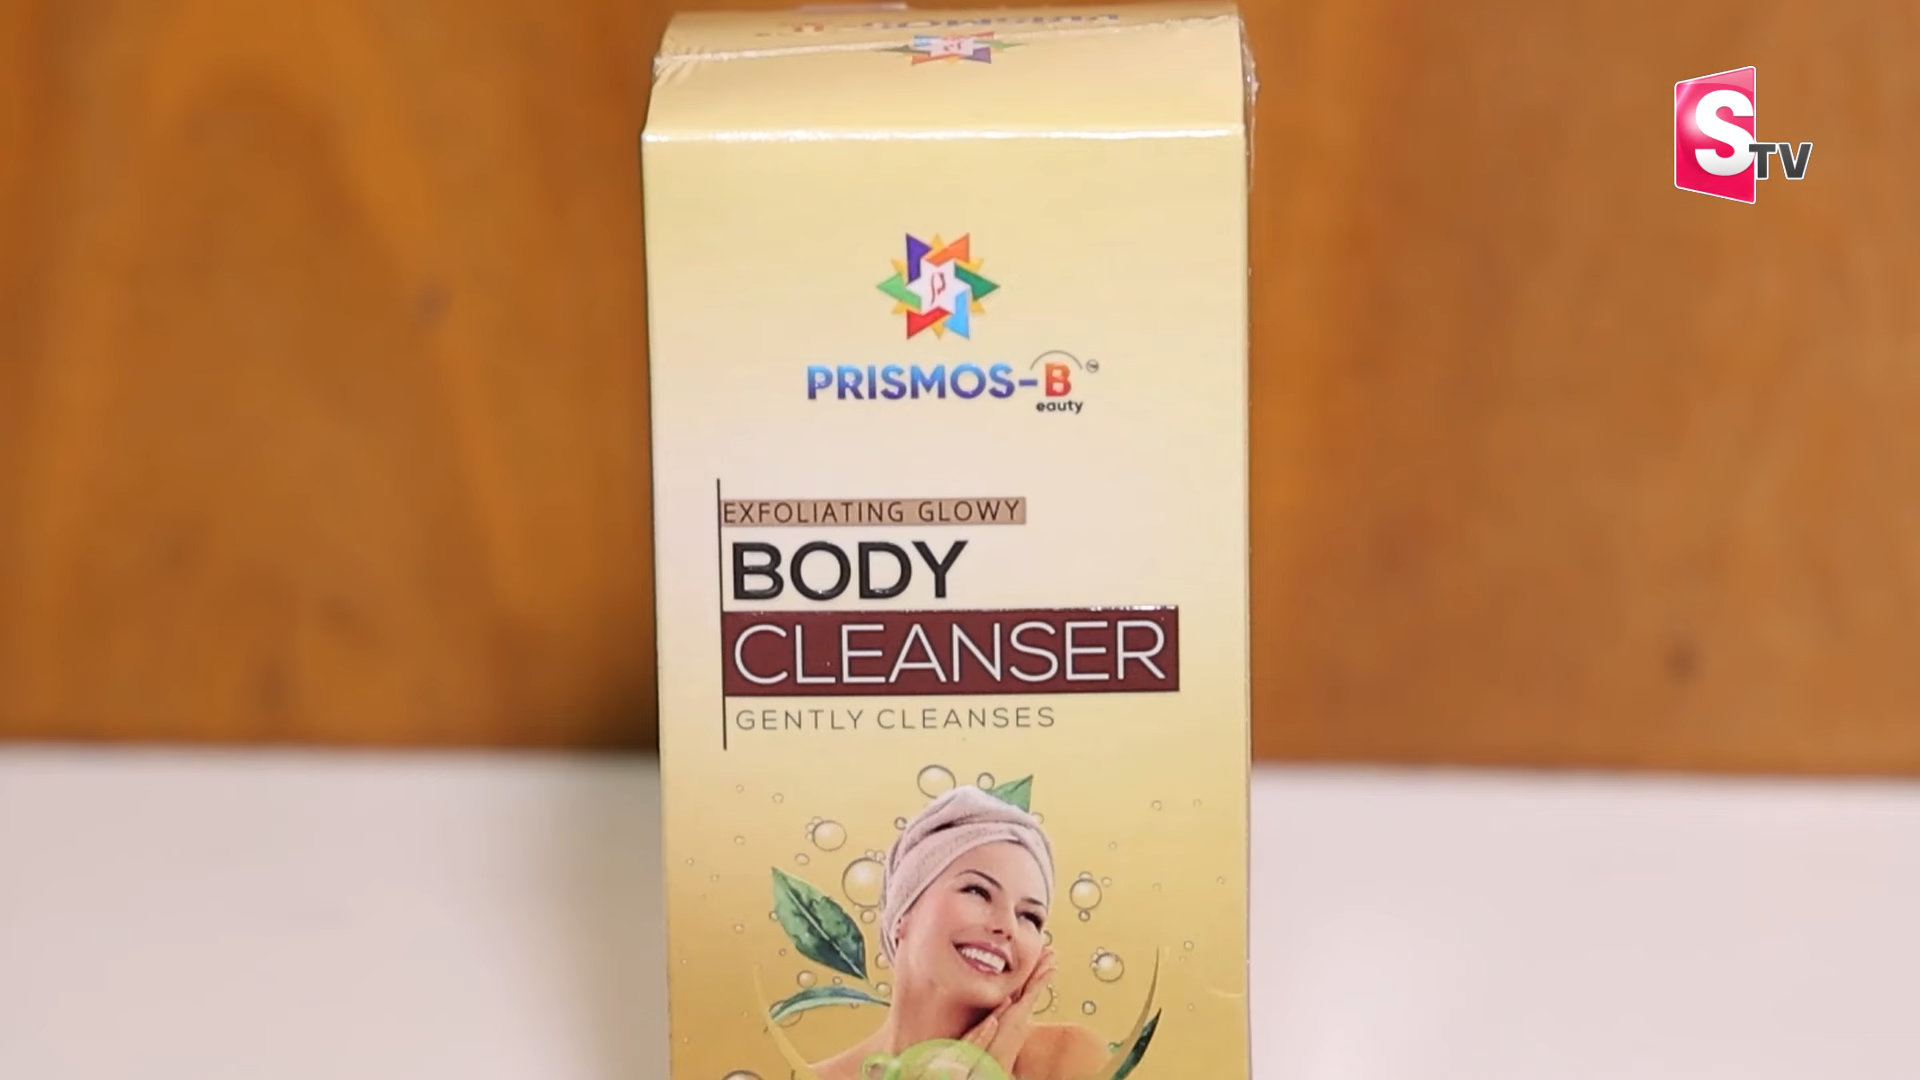 STV
PRISMOS-B
eauty
EXFOLIATING GLOWY
BODY
CLEANSER
GENTLY CLEANSES